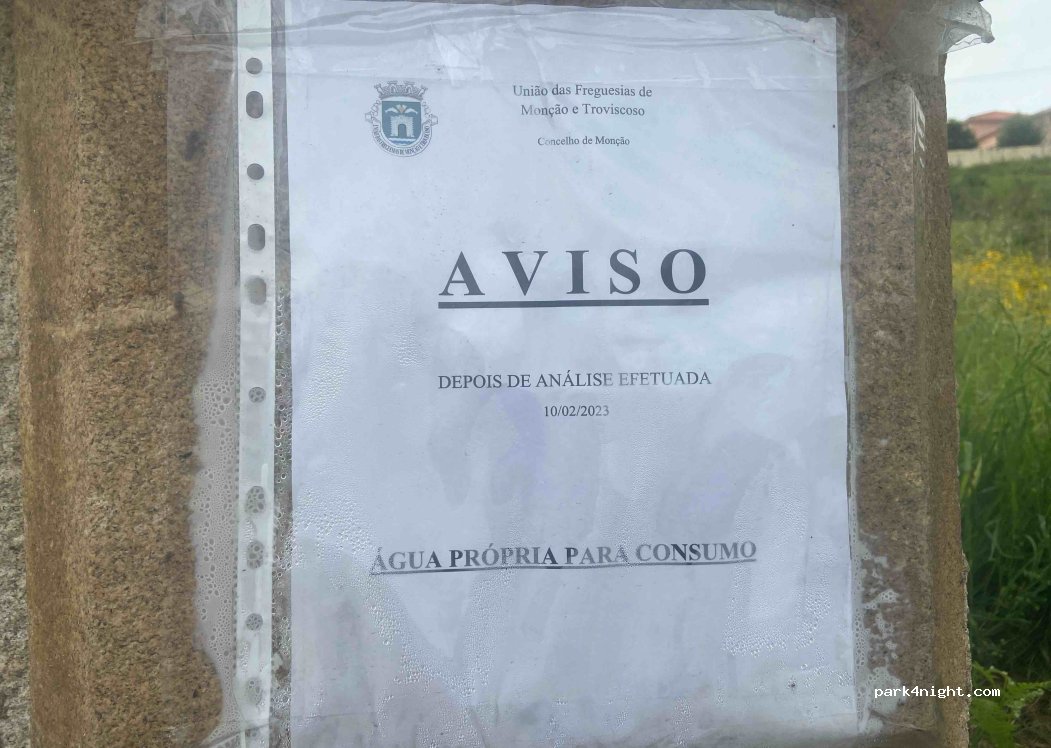 União das Freguesias de
Monção e Troviscoso
Concelho de Monção
AVISO
DEPOIS DE ANÁLISE EFETUADA
10/02/2023
ÁGUA PRÓPRIA PARA CONSUMO
park4night.com